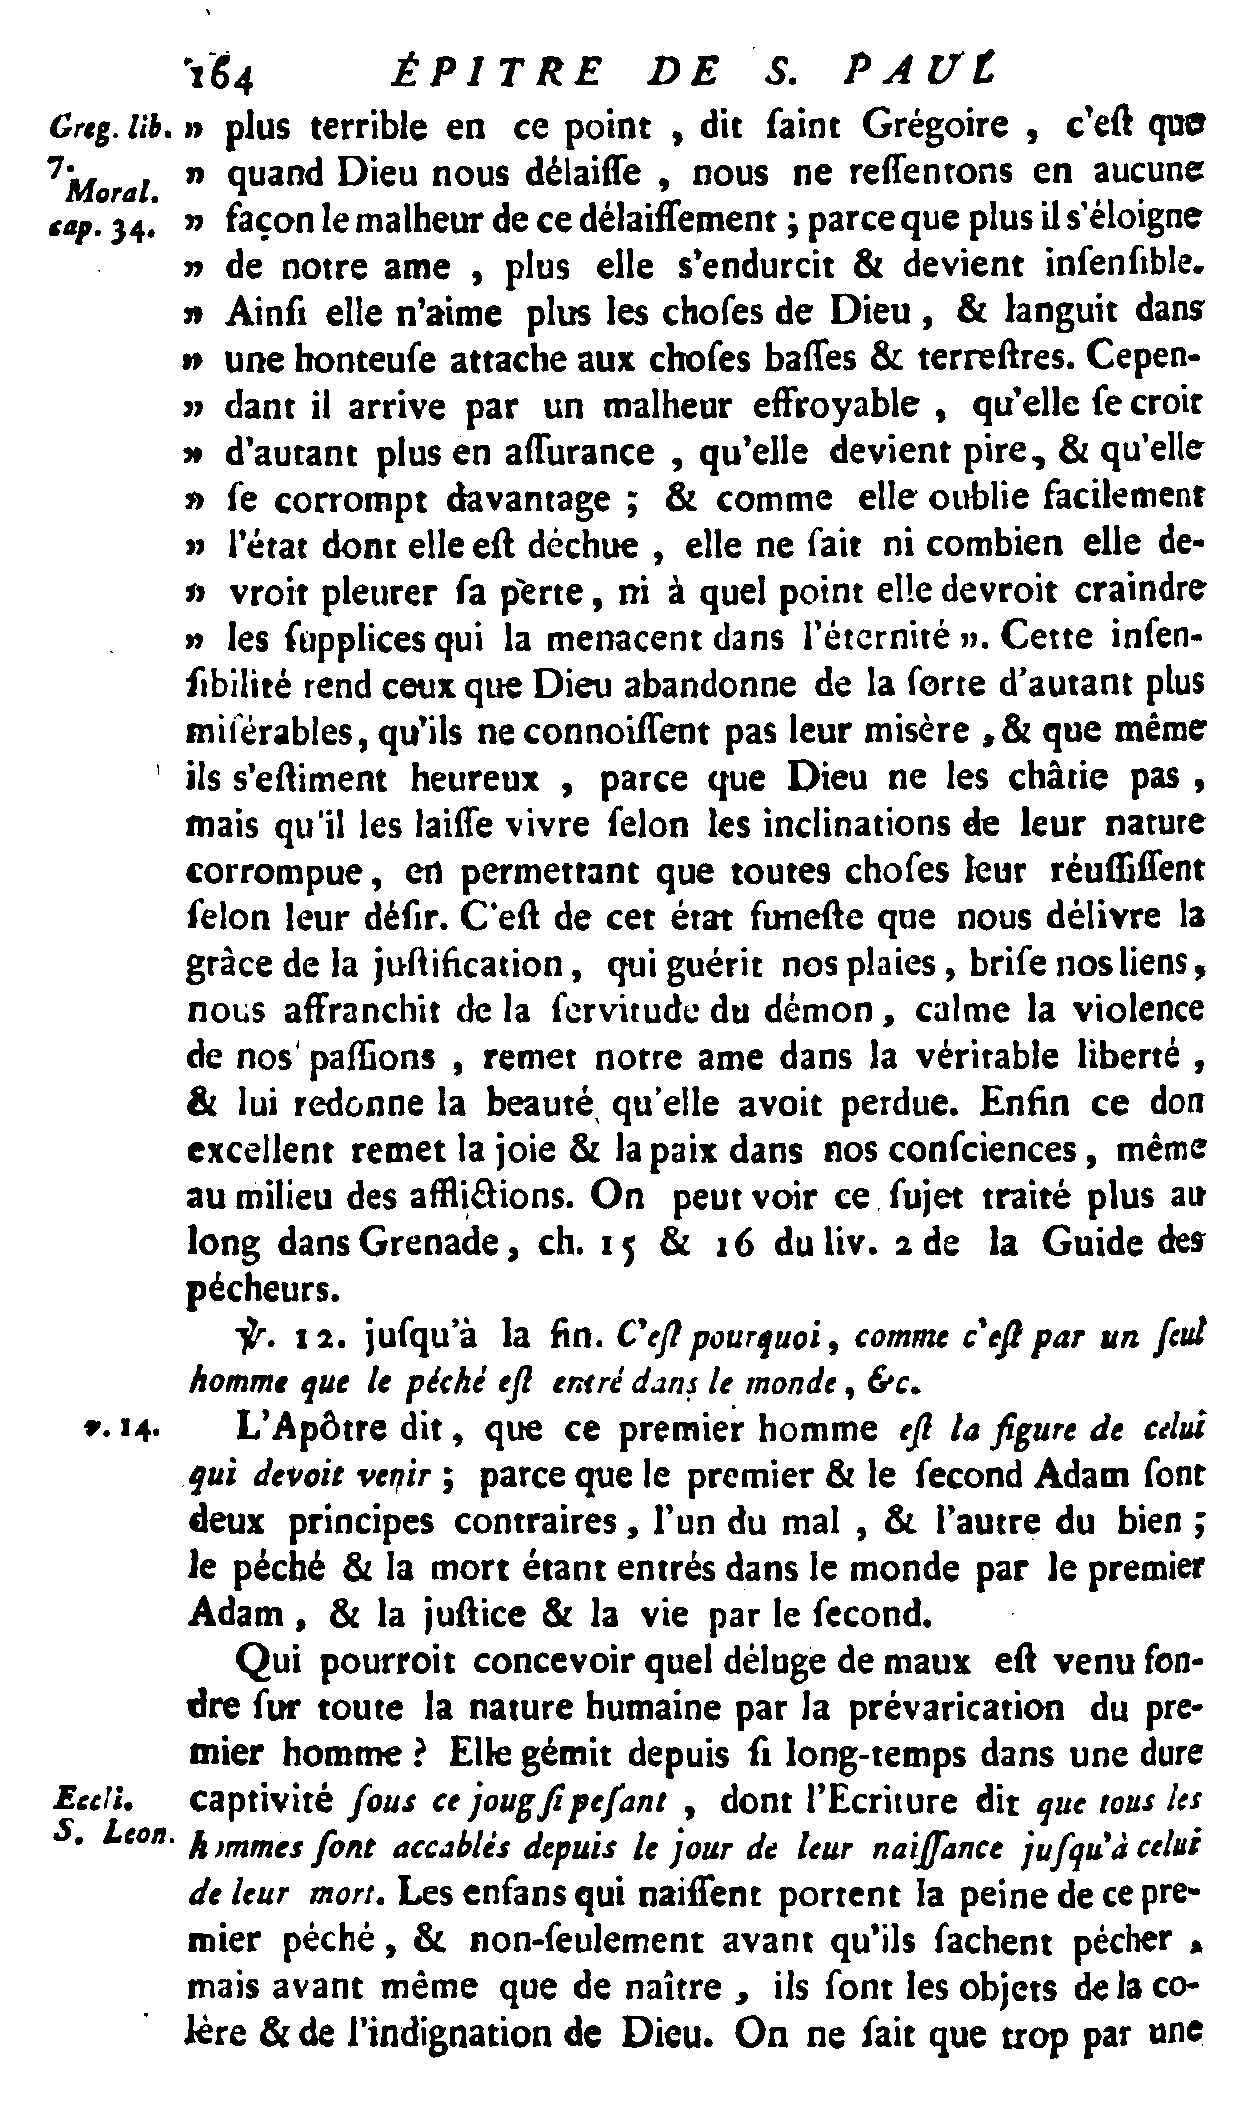 164 ÉPITRE DE S. PAUL
Greg. lib. » plus terrible en ce point , dit ſaint Grégoire , c'eſt que
7. Moral. » quand Dieu nous délaiſſe , nous ne reſſentons en aucune
cap. 34. » façon le malheur de ce délaiſſement ; parce que plus il s'éloigne
» de notre ame , plus elle s'endurcit & devient inſenſible.
» Ainſi elle n'aime plus les choſes de Dieu , & languit dans
» une honteuſe attache aux choſes baſſes & terreſtres. Cepen-
» dant il arrive par un malheur effroyable , qu'elle ſe croit
» d'autant plus en aſſurance , qu'elle devient pire, & qu'elle
» ſe corrompt davantage ; & comme elle oublie facilement
» l'état dont elle eſt déchue , elle ne ſait ni combien elle de-
» vroit pleurer ſa perte, ni à quel point elle devroit craindre
» les ſupplices qui la menacent dans l'éternité ». Cette inſen-
ſibilité rend ceux que Dieu abandonne de la ſorte d'autant plus
miſérables, qu'ils ne connoiſſent pas leur misère , & que même
ils s'eſtiment heureux , parce que Dieu ne les châtie pas ,
mais qu'il les laiſſe vivre ſelon les inclinations de leur nature
corrompue, en permettant que toutes choſes leur réuſſiſſent
ſelon leur déſir. C'eſt de cet état funeſte que nous délivre la
grâce de la juſtification, qui guérit nos plaies, briſe nos liens,
nous affranchit de la ſervitude du démon, calme la violence
de nos paſſions , remet notre ame dans la véritable liberté ,
& lui redonne la beauté qu'elle avoit perdue. Enfin ce don
excellent remet la joie & la paix dans nos conſciences, même
au milieu des afflictions. On peut voir ce ſujet traité plus au
long dans Grenade, ch. 15 & 16 du liv. 2 de la Guide des
pécheurs.
℣. 12. juſqu'à la fin. C'eſt pourquoi, comme c'eſt par un ſeul
homme que le péché eſt entré dans le monde, &c.
v. 14. L'Apôtre dit, que ce premier homme eſt la figure de celui
qui devoit venir ; parce que le premier & le ſecond Adam ſont
deux principes contraires, l'un du mal , & l'autre du bien ;
le péché & la mort étant entrés dans le monde par le premier
Adam , & la juſtice & la vie par le ſecond.
Qui pourroit concevoir quel déluge de maux eſt venu fon-
dre ſur toute la nature humaine par la prévarication du pre-
mier homme ? Elle gémit depuis ſi long-temps dans une dure
Eccli. captivité ſous ce joug ſi peſant , dont l'Ecriture dit que tous les
S. Leon. hommes ſont accablés depuis le jour de leur naiſſance juſqu'à celui
de leur mort. Les enfans qui naiſſent portent la peine de ce pre-
mier péché, & non-ſeulement avant qu'ils ſachent pécher ,
mais avant même que de naître , ils ſont les objets de la co-
lère & de l'indignation de Dieu. On ne ſait que trop par une